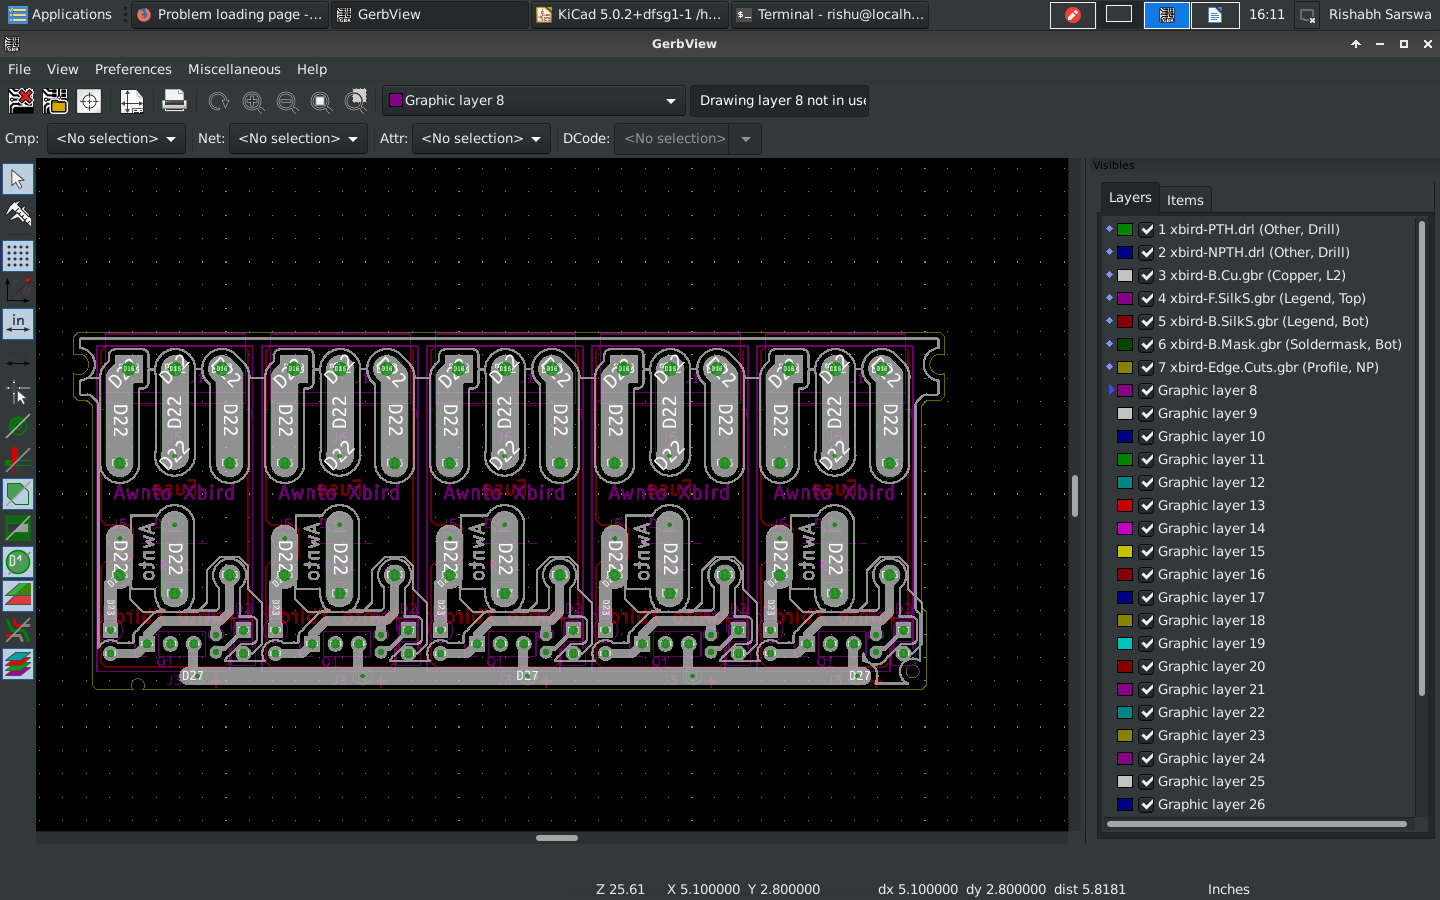 Applications
Problem loading page -...
GerbView
KiCad 5.0.2+dfsg1-1 /h...
Terminal - rishu@localh...
16:11
Rishabh Sarswa
GerbView
File View Preferences Miscellaneous Help
Graphic layer 8
Drawing layer 8 not in use
Cmp: <No selection> Net: <No selection> Attr: <No selection> DCode: <No selection>
in
D1
Visibles
Layers Items
1 xbird-PTH.drl (Other, Drill)
2 xbird-NPTH.drl (Other, Drill)
3 xbird-B.Cu.gbr (Copper, L2)
4 xbird-F.SilkS.gbr (Legend, Top)
5 xbird-B.SilkS.gbr (Legend, Bot)
6 xbird-B.Mask.gbr (Soldermask, Bot)
7 xbird-Edge.Cuts.gbr (Profile, NP)
Graphic layer 8
Graphic layer 9
Graphic layer 10
Graphic layer 11
Graphic layer 12
Graphic layer 13
Graphic layer 14
Graphic layer 15
Graphic layer 16
Graphic layer 17
Graphic layer 18
Graphic layer 19
Graphic layer 20
Graphic layer 21
Graphic layer 22
Graphic layer 23
Graphic layer 24
Graphic layer 25
Graphic layer 26
D22 D22 D22 D22 D22 D22 D22 D22 D22 D22 D22 D22 D22 D22 D22
Awnto Xbird Awnto Xbird Awnto Xbird Awnto Xbird Awnto Xbird
D22 Awnto D22 D22 Awnto D22 D22 Awnto D22 D22 Awnto D22 D22 Awnto D22
D27 D27 D27
Z 25.61 X 5.100000 Y 2.800000 dx 5.100000 dy 2.800000 dist 5.8181 Inches